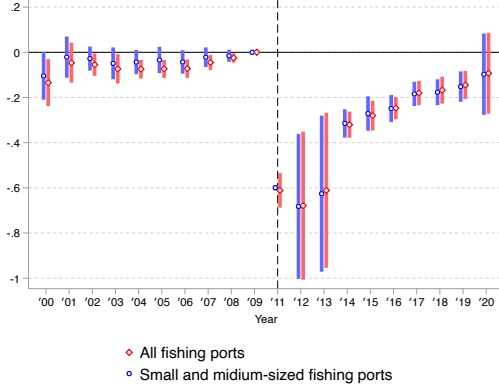 .2
0
-.2
-.4
-.6
-.8
-1
'00 '01 '02 '03 '04 '05 '06 '07 '08 '09 '11 '12 '13 '14 '15 '16 '17 '18 '19 '20
Year
All fishing ports
Small and midium-sized fishing ports